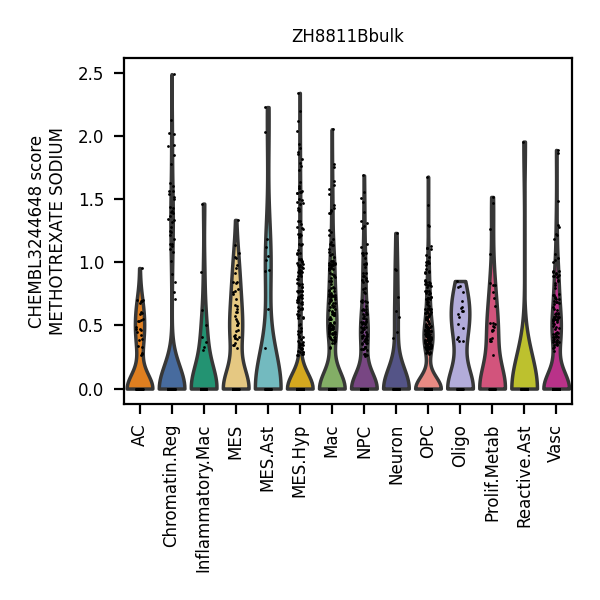 ZH8811Bbulk
CHEMBL3244648 score
METHOTREXATE SODIUM
2.5
2.0
1.5
1.0
0.5
0.0
AC
Chromatin.Reg
Inflammatory.Mac
MES
MES.Ast
MES.Hyp
Mac
NPC
Neuron
OPC
Oligo
Prolif.Metab
Reactive.Ast
Vasc